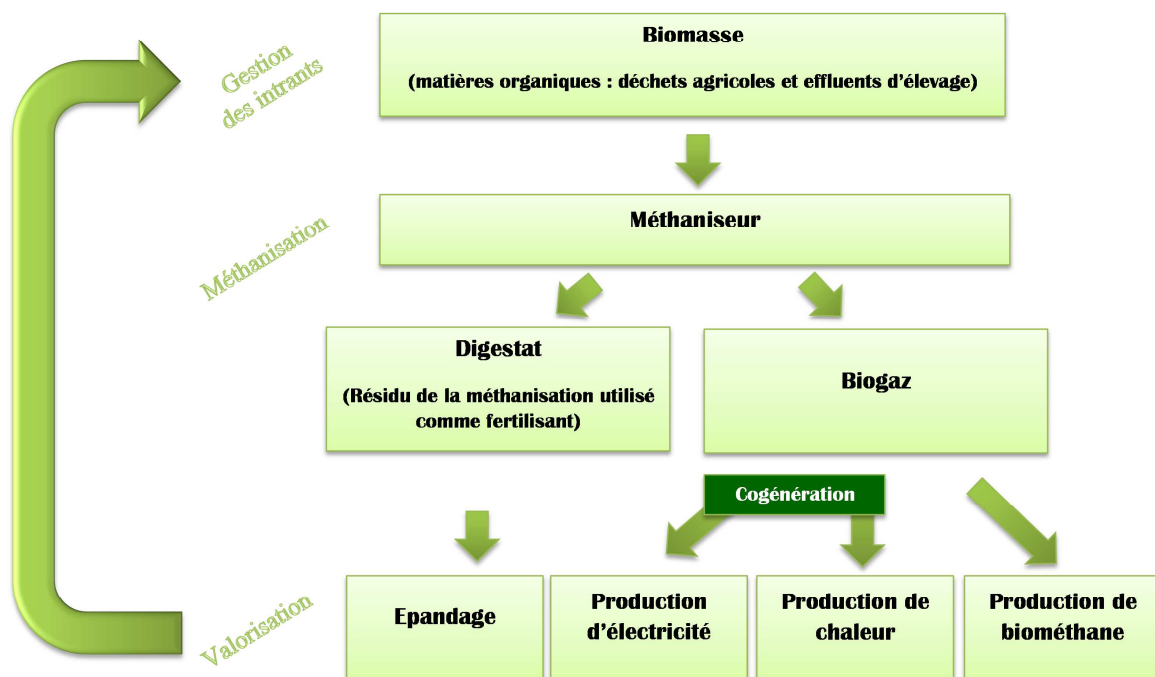 Gestion
des intrants
Biomasse
(matières organiques : déchets agricoles et effluents d'élevage)
Méthanisation
Méthaniseur
Digestat
(Résidu de la méthanisation utilisé
comme fertilisant)
Biogaz
Cogénération
Valorisation
Epandage
Production
d'électricité
Production de
chaleur
Production de
biométhane